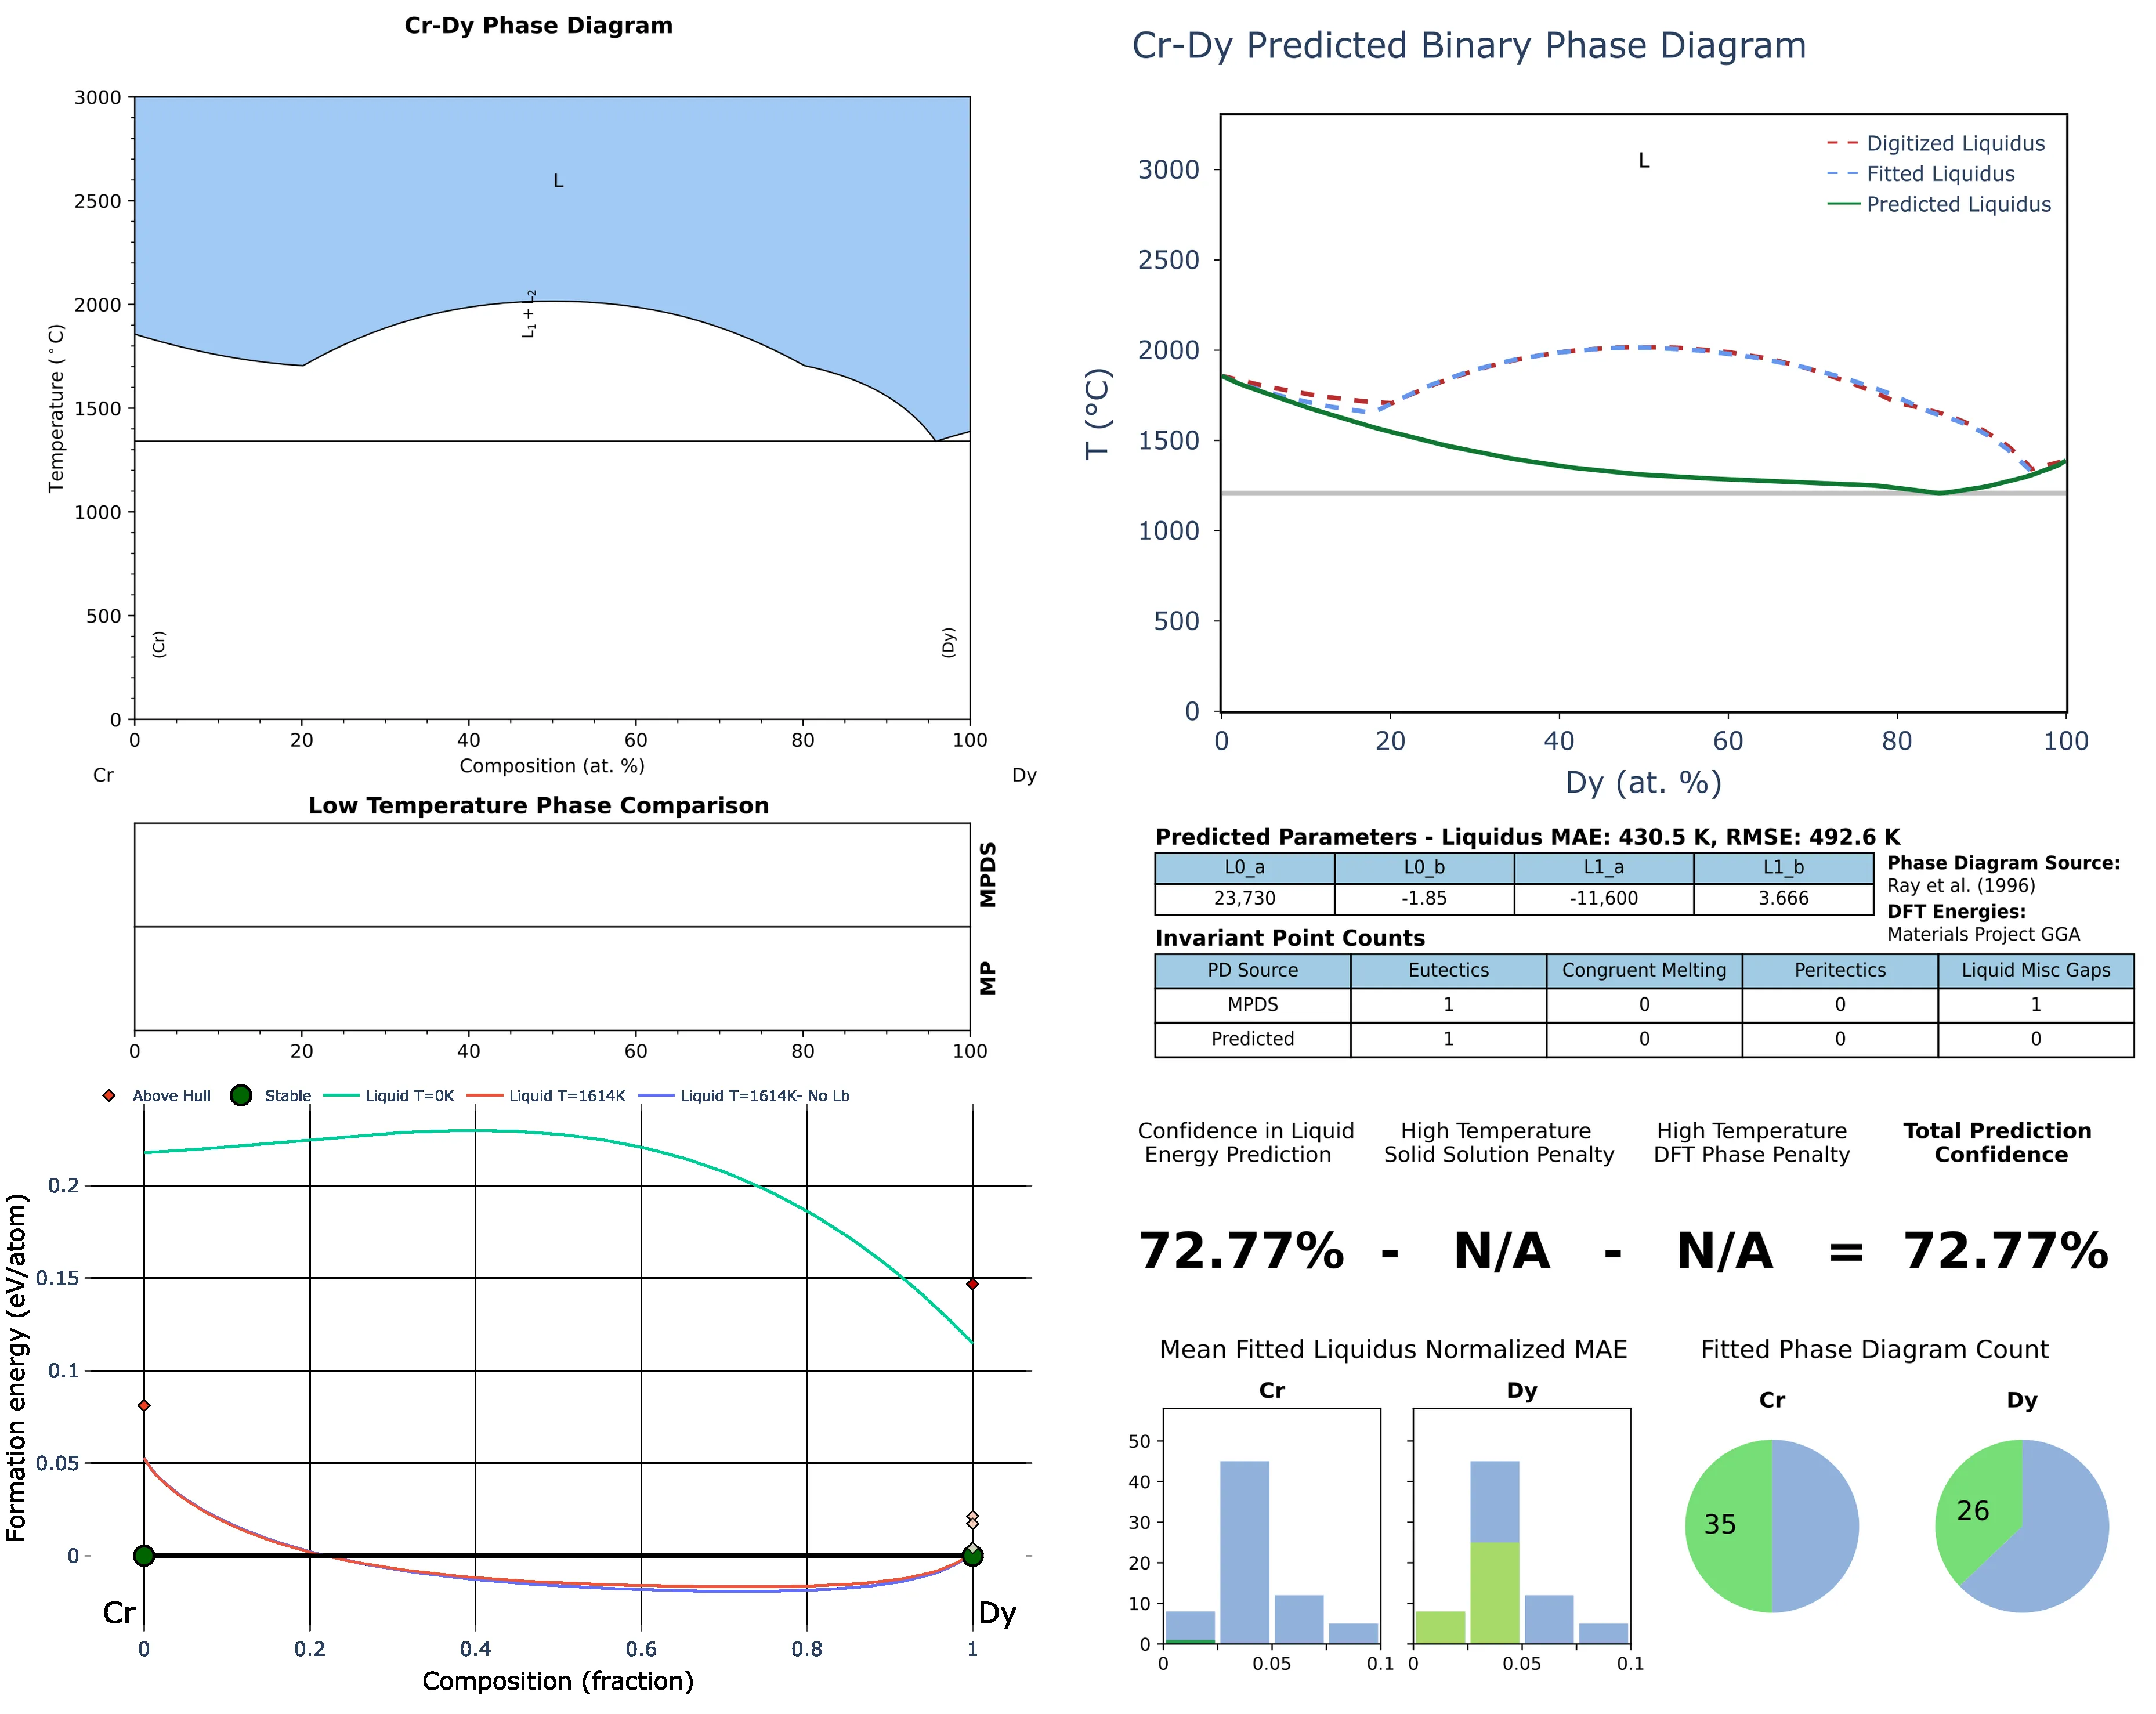 Cr-Dy Phase Diagram
3000
2500
2000
1500
1000
500
0
Temperature (°C)
L
L1 + L2
(Cr)
(Dy)
0 20 40 60 80 100
Composition (at. %)
Cr
Dy
Low Temperature Phase Comparison
MPDS
MP
0 20 40 60 80 100
Above Hull
Stable
Liquid T=0K
Liquid T=1614K
Liquid T=1614K- No Lb
Formation energy (eV/atom)
0.2
0.15
0.1
0.05
0
Cr
Dy
0 0.2 0.4 0.6 0.8 1
Composition (fraction)
Cr-Dy Predicted Binary Phase Diagram
L
Digitized Liquidus
Fitted Liquidus
Predicted Liquidus
T (°C)
3000
2500
2000
1500
1000
500
0
0 20 40 60 80 100
Dy (at. %)
Predicted Parameters - Liquidus MAE: 430.5 K, RMSE: 492.6 K
L0_a L0_b L1_a L1_b
23,730 -1.85 -11,600 3.666
Phase Diagram Source:
Ray et al. (1996)
DFT Energies:
Materials Project GGA
Invariant Point Counts
PD Source Eutectics Congruent Melting Peritectics Liquid Misc Gaps
MPDS 1 0 0 1
Predicted 1 0 0 0
Confidence in Liquid
Energy Prediction
High Temperature
Solid Solution Penalty
High Temperature
DFT Phase Penalty
Total Prediction
Confidence
72.77% - N/A - N/A = 72.77%
Mean Fitted Liquidus Normalized MAE
Cr
Dy
50
40
30
20
10
0
0 0.05 0.1
0 0.05 0.1
Fitted Phase Diagram Count
Cr
Dy
35
26